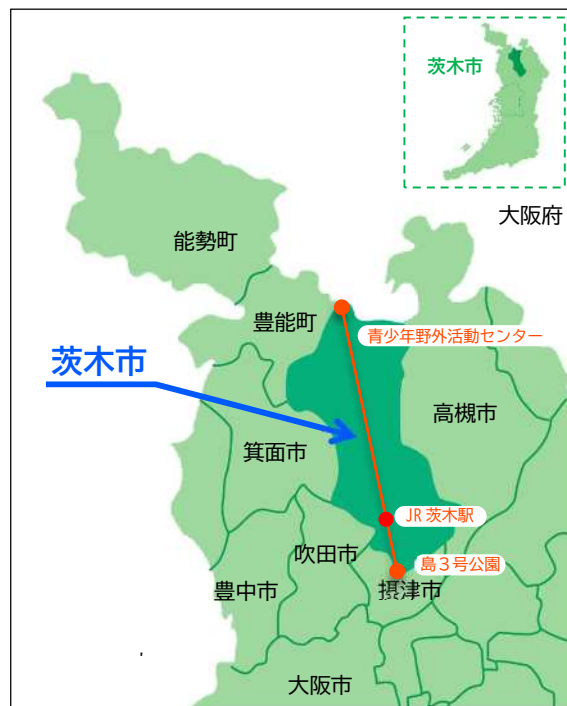 茨木市
大阪府
能勢町
豊能町
青少年野外活動センター
茨木市
高槻市
箕面市
JR 茨木駅
吹田市
島3号公園
豊中市
摂津市
大阪市